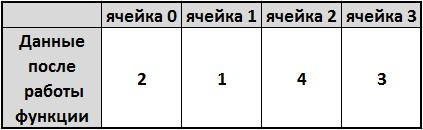 ячейка 0 ячейка 1 ячейка 2 ячейка 3
Данные
после
работы
функции
2 1 4 3